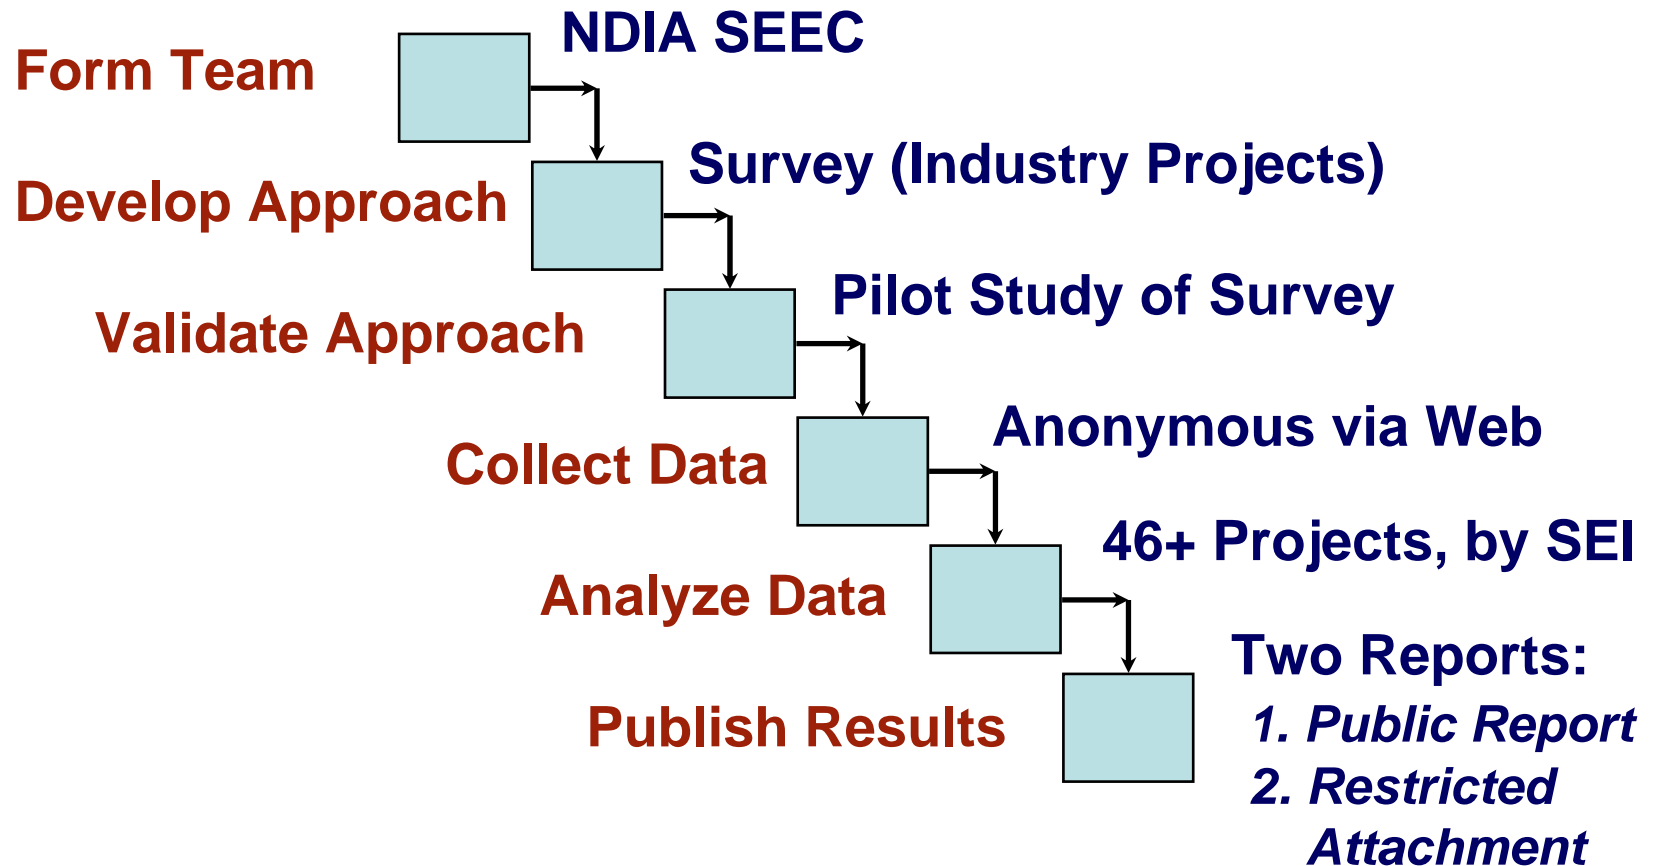 Form Team
NDIA SEEC
Develop Approach
Survey (Industry Projects)
Validate Approach
Pilot Study of Survey
Collect Data
Anonymous via Web
Analyze Data
46+ Projects, by SEI
Publish Results
Two Reports:
1. Public Report
2. Restricted
Attachment